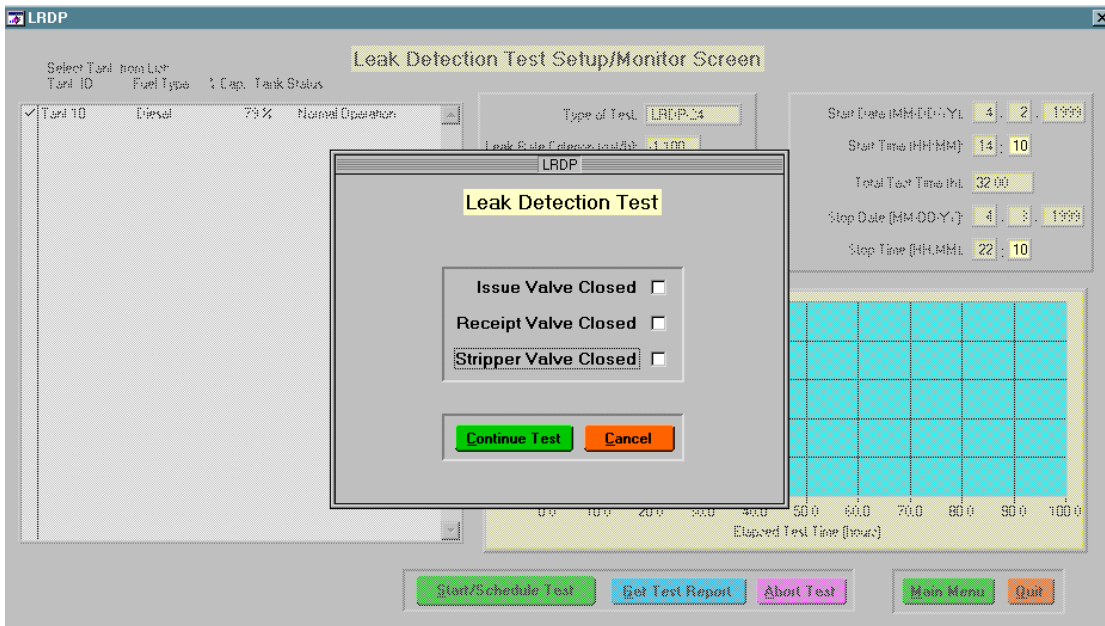 LRDP
Leak Detection Test Setup/Monitor Screen
Select Tank from List:
Tank ID Fuel Type % Cap. Tank Status
Tank 10 Diesel 79 % Normal Operation
Type of Test: LRDP-24
Start Date (MM-DD-YY): 4 . 2 . 1999
Start Time (HH:MM): 14 : 10
Total Test Time (h): 32.00
Stop Date (MM-DD-YY): 4 . 3 . 1999
Stop Time (HH:MM): 22 : 10
LRDP
Leak Detection Test
Issue Valve Closed
Receipt Valve Closed
Stripper Valve Closed
Continue Test Cancel
0.0 10.0 20.0 30.0 40.0 50.0 60.0 70.0 80.0 90.0 100.0
Elapsed Test Time (hours)
Start/Schedule Test Get Test Report Abort Test Main Menu Quit